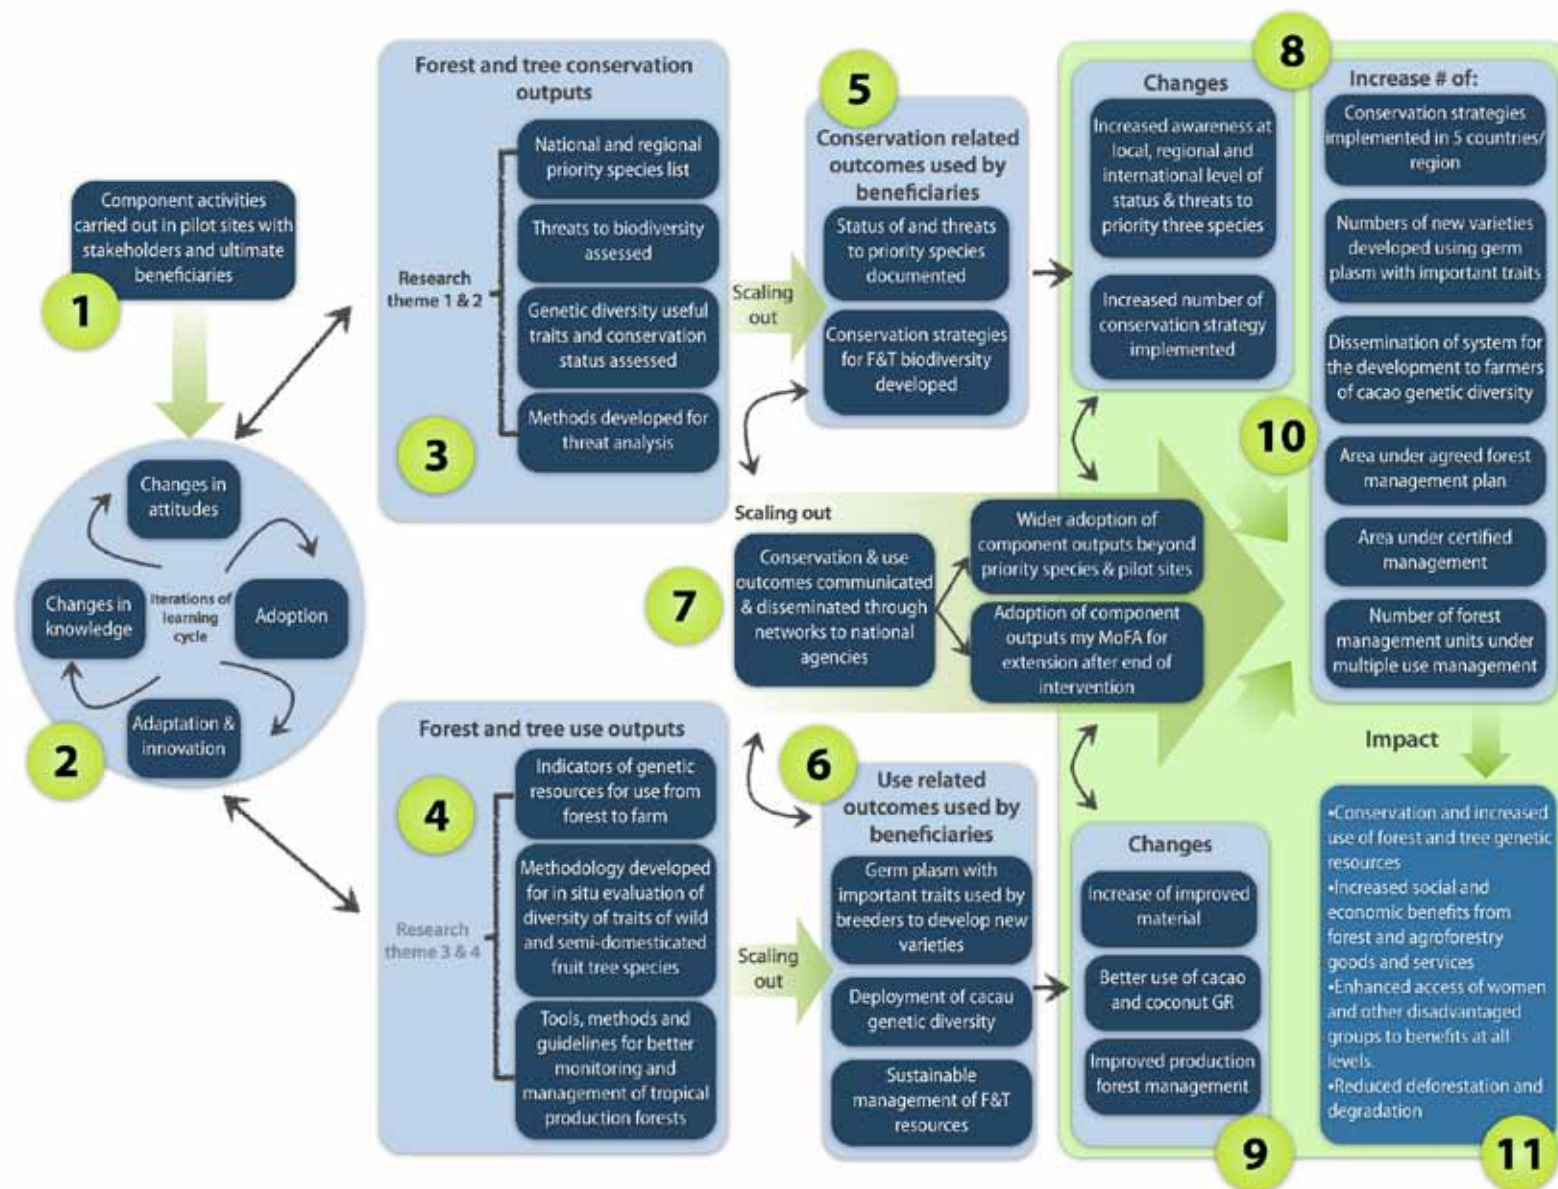 1
Component activities
carried out in pilot sites with
stakeholders and ultimate
beneficiaries
2
Changes in
attitudes
Changes in
knowledge
Iterations of
learning
cycle
Adoption
Adaptation &
innovation
3
Forest and tree conservation
outputs
Research
theme 1 & 2
National and regional
priority species list
Threats to biodiversity
assessed
Genetic diversity useful
traits and conservation
status assessed
Methods developed for
threat analysis
4
Forest and tree use outputs
Research
theme 3 & 4
Indicators of genetic
resources for use from
forest to farm
Methodology developed
for in situ evaluation of
diversity of traits of wild
and semi-domesticated
fruit tree species
Tools, methods and
guidelines for better
monitoring and
management of tropical
production forests
Scaling
out
5
Conservation related
outcomes used by
beneficiaries
Status of and threats
to priority species
documented
Conservation strategies
for F&T biodiversity
developed
Scaling
out
6
Use related
outcomes used by
beneficiaries
Germ plasm with
important traits used by
breeders to develop new
varieties
Deployment of cacau
genetic diversity
Sustainable
management of F&T
resources
7
Scaling out
Conservation & use
outcomes communicated
& disseminated through
networks to national
agencies
Wider adoption of
component outputs beyond
priority species & pilot sites
Adoption of component
outputs my MoFA for
extension after end of
intervention
8
Changes
Increased awareness at
local, regional and
international level of
status & threats to
priority three species
Increased number of
conservation strategy
implemented
9
Changes
Increase of improved
material
Better use of cacao
and coconut GR
Improved production
forest management
10
Increase # of:
Conservation strategies
implemented in 5 countries/
region
Numbers of new varieties
developed using germ
plasm with important traits
Dissemination of system for
the development to farmers
of cacao genetic diversity
Area under agreed forest
management plan
Area under certified
management
Number of forest
management units under
multiple use management
Impact
11
•Conservation and increased
use of forest and tree genetic
resources
•Increased social and
economic benefits from
forest and agroforestry
goods and services
•Enhanced access of women
and other disadvantaged
groups to benefits at all
levels.
•Reduced deforestation and
degradation